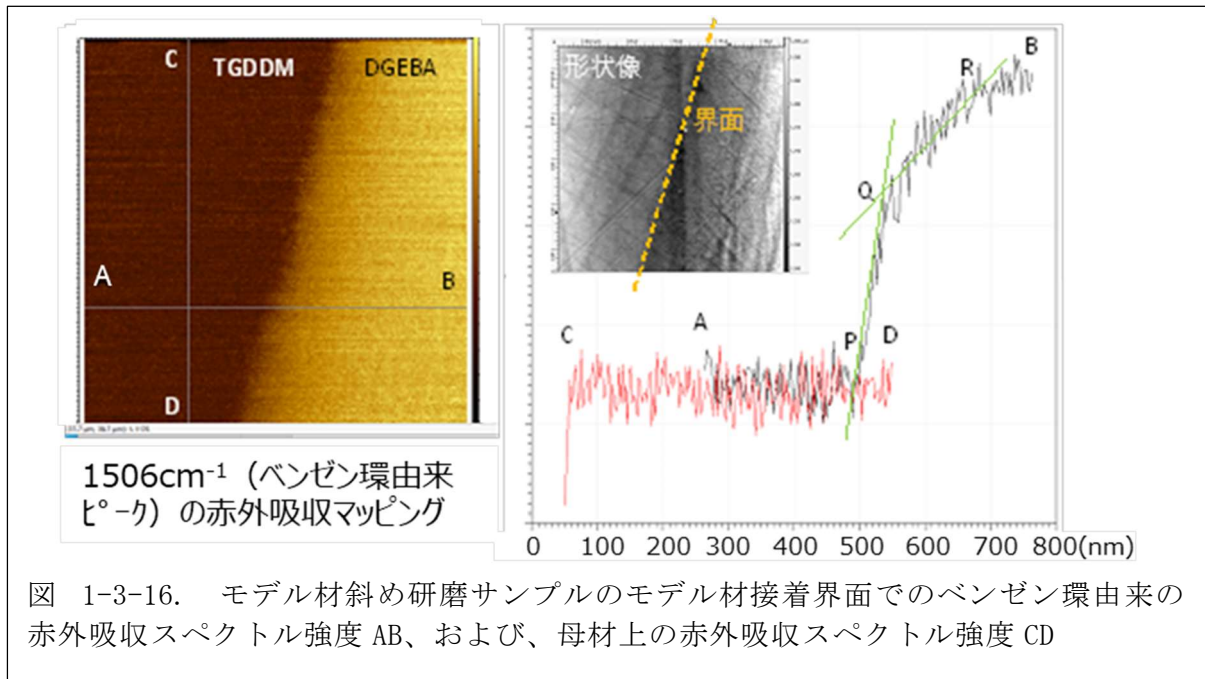 C
TGDDM
DGEBA
A
B
D
1506cm⁻¹ (ベンゼン環由来
ピーク) の赤外吸収マッピング
形状像
界面
B
R
Q
C
A
P
D
0 100 200 300 400 500 600 700 800(nm)
図 1-3-16. モデル材斜め研磨サンプルのモデル材接着界面でのベンゼン環由来の
赤外吸収スペクトル強度 AB、および、母材上の赤外吸収スペクトル強度 CD